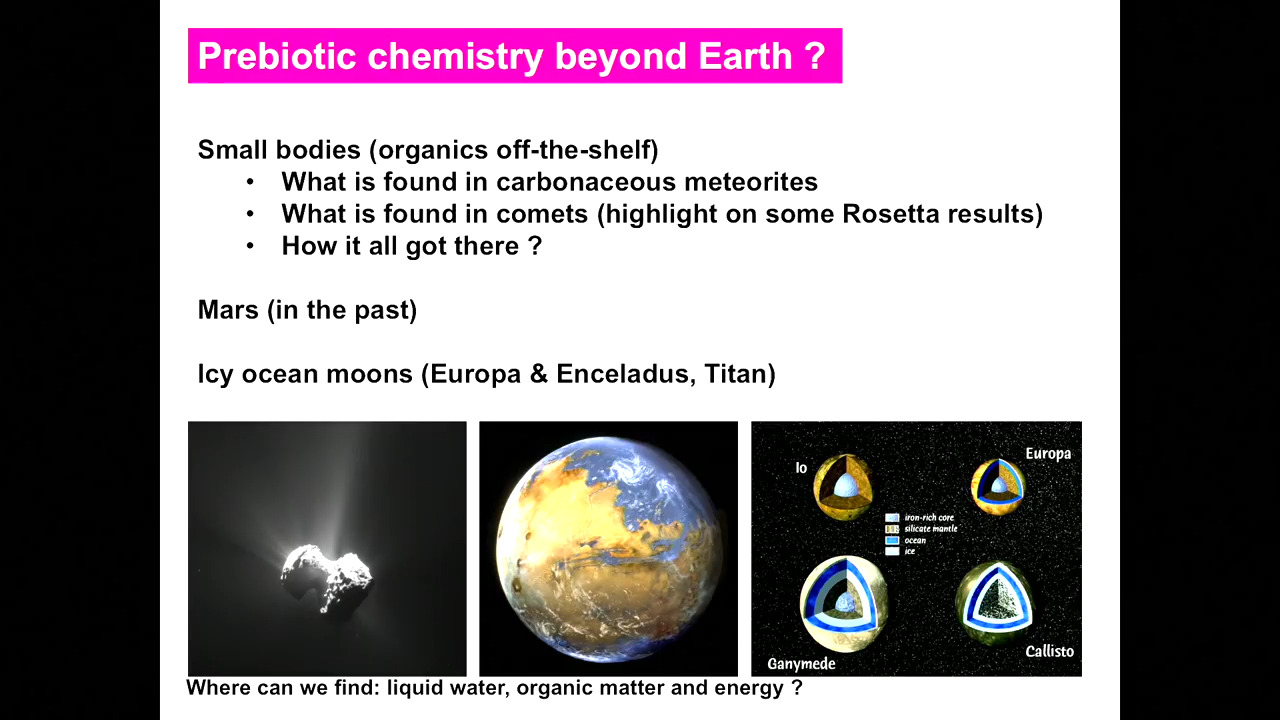 Prebiotic chemistry beyond Earth ?
Small bodies (organics off-the-shelf)
• What is found in carbonaceous meteorites
• What is found in comets (highlight on some Rosetta results)
• How it all got there ?
Mars (in the past)
Icy ocean moons (Europa & Enceladus, Titan)
Io
Europa
iron-rich core
silicate mantle
ocean
ice
Ganymede
Callisto
Where can we find: liquid water, organic matter and energy ?